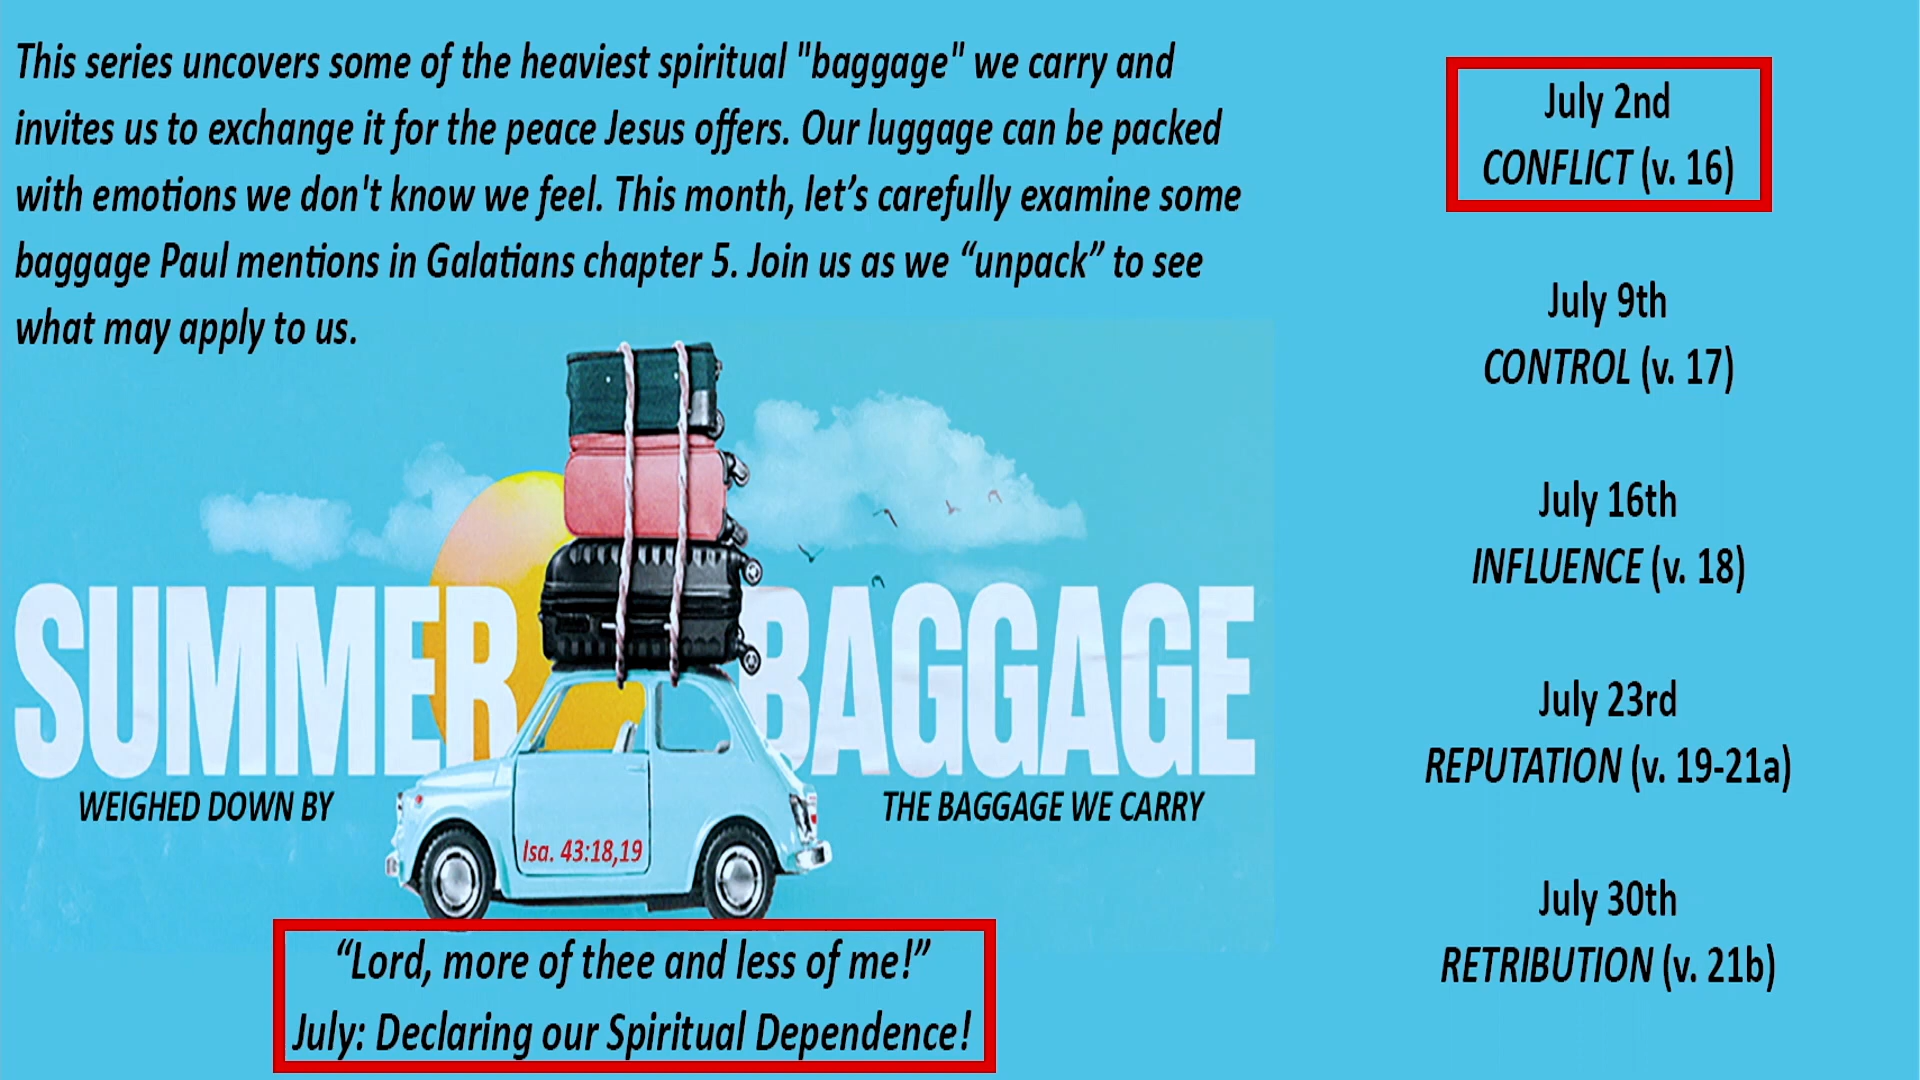 This series uncovers some of the heaviest spiritual "baggage" we carry and
invites us to exchange it for the peace Jesus offers. Our luggage can be packed
with emotions we don't know we feel. This month, let’s carefully examine some
baggage Paul mentions in Galatians chapter 5. Join us as we “unpack” to see
what may apply to us.
SUMMER BAGGAGE
WEIGHED DOWN BY THE BAGGAGE WE CARRY
Isa. 43:18,19
“Lord, more of thee and less of me!”
July: Declaring our Spiritual Dependence!
July 2nd
CONFLICT (v. 16)
July 9th
CONTROL (v. 17)
July 16th
INFLUENCE (v. 18)
July 23rd
REPUTATION (v. 19-21a)
July 30th
RETRIBUTION (v. 21b)